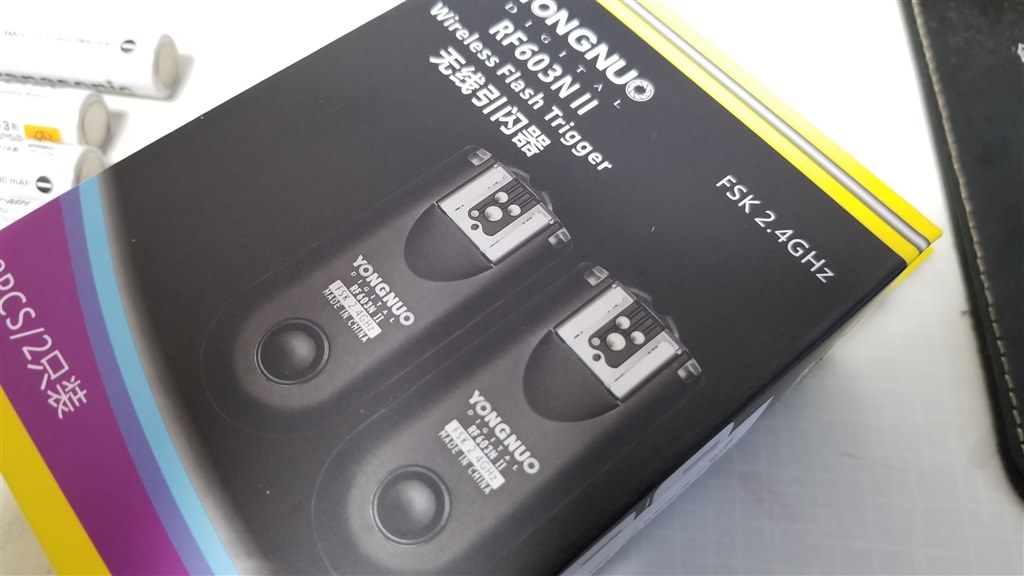 YONGNUO
DIGITAL
RF603N II
Wireless Flash Trigger
无线引闪器
FSK 2.4GHZ
YONGNUO
DIGITAL
RF603N II
FSK 2.4GHZ
MADE IN CHINA
YONGNUO
DIGITAL
RF603N II
FSK 2.4GHZ
MADE IN CHINA
2PCS/2只装
mAh